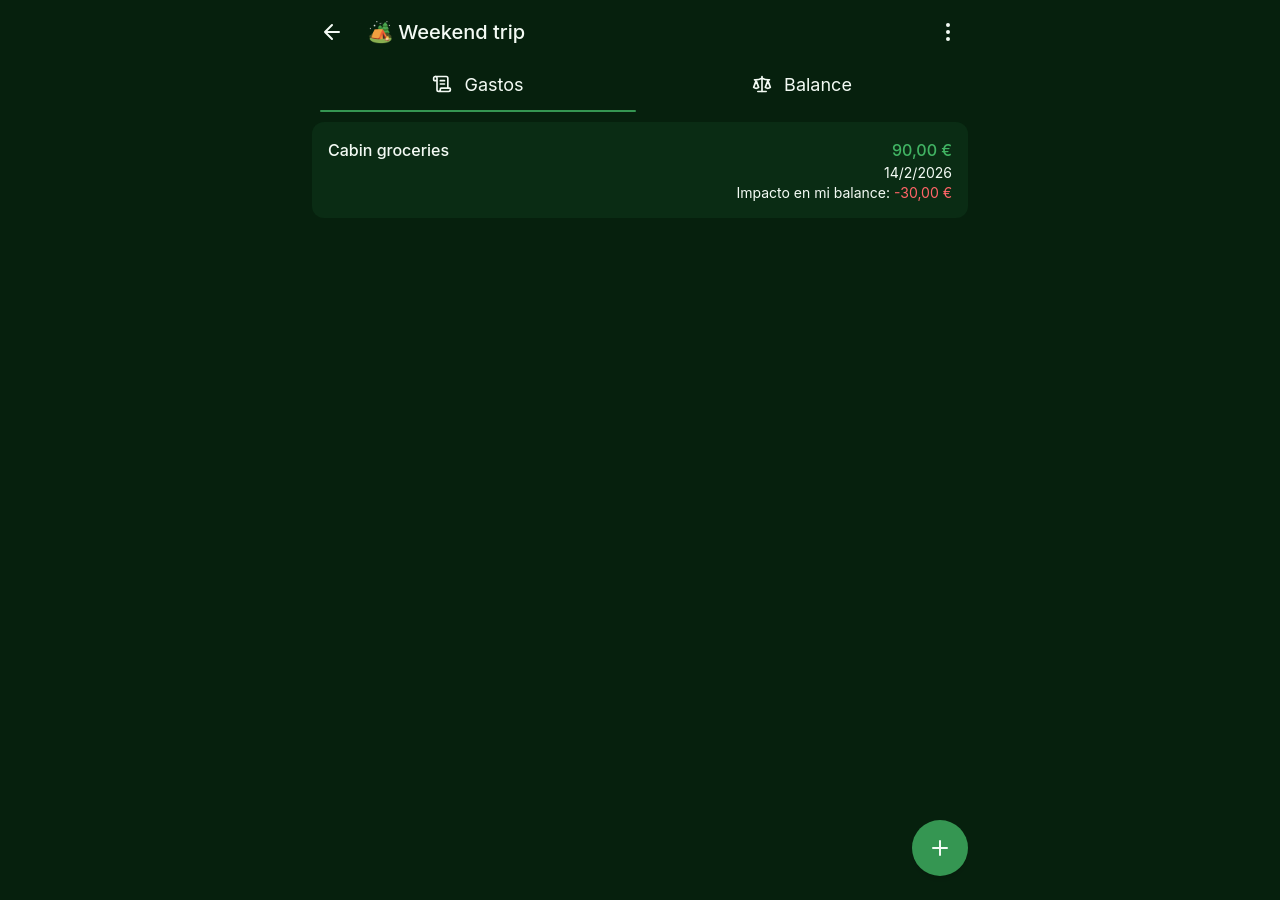 🏕️ Weekend trip
Gastos
Balance
Cabin groceries
90,00 €
14/2/2026
Impacto en mi balance: -30,00 €